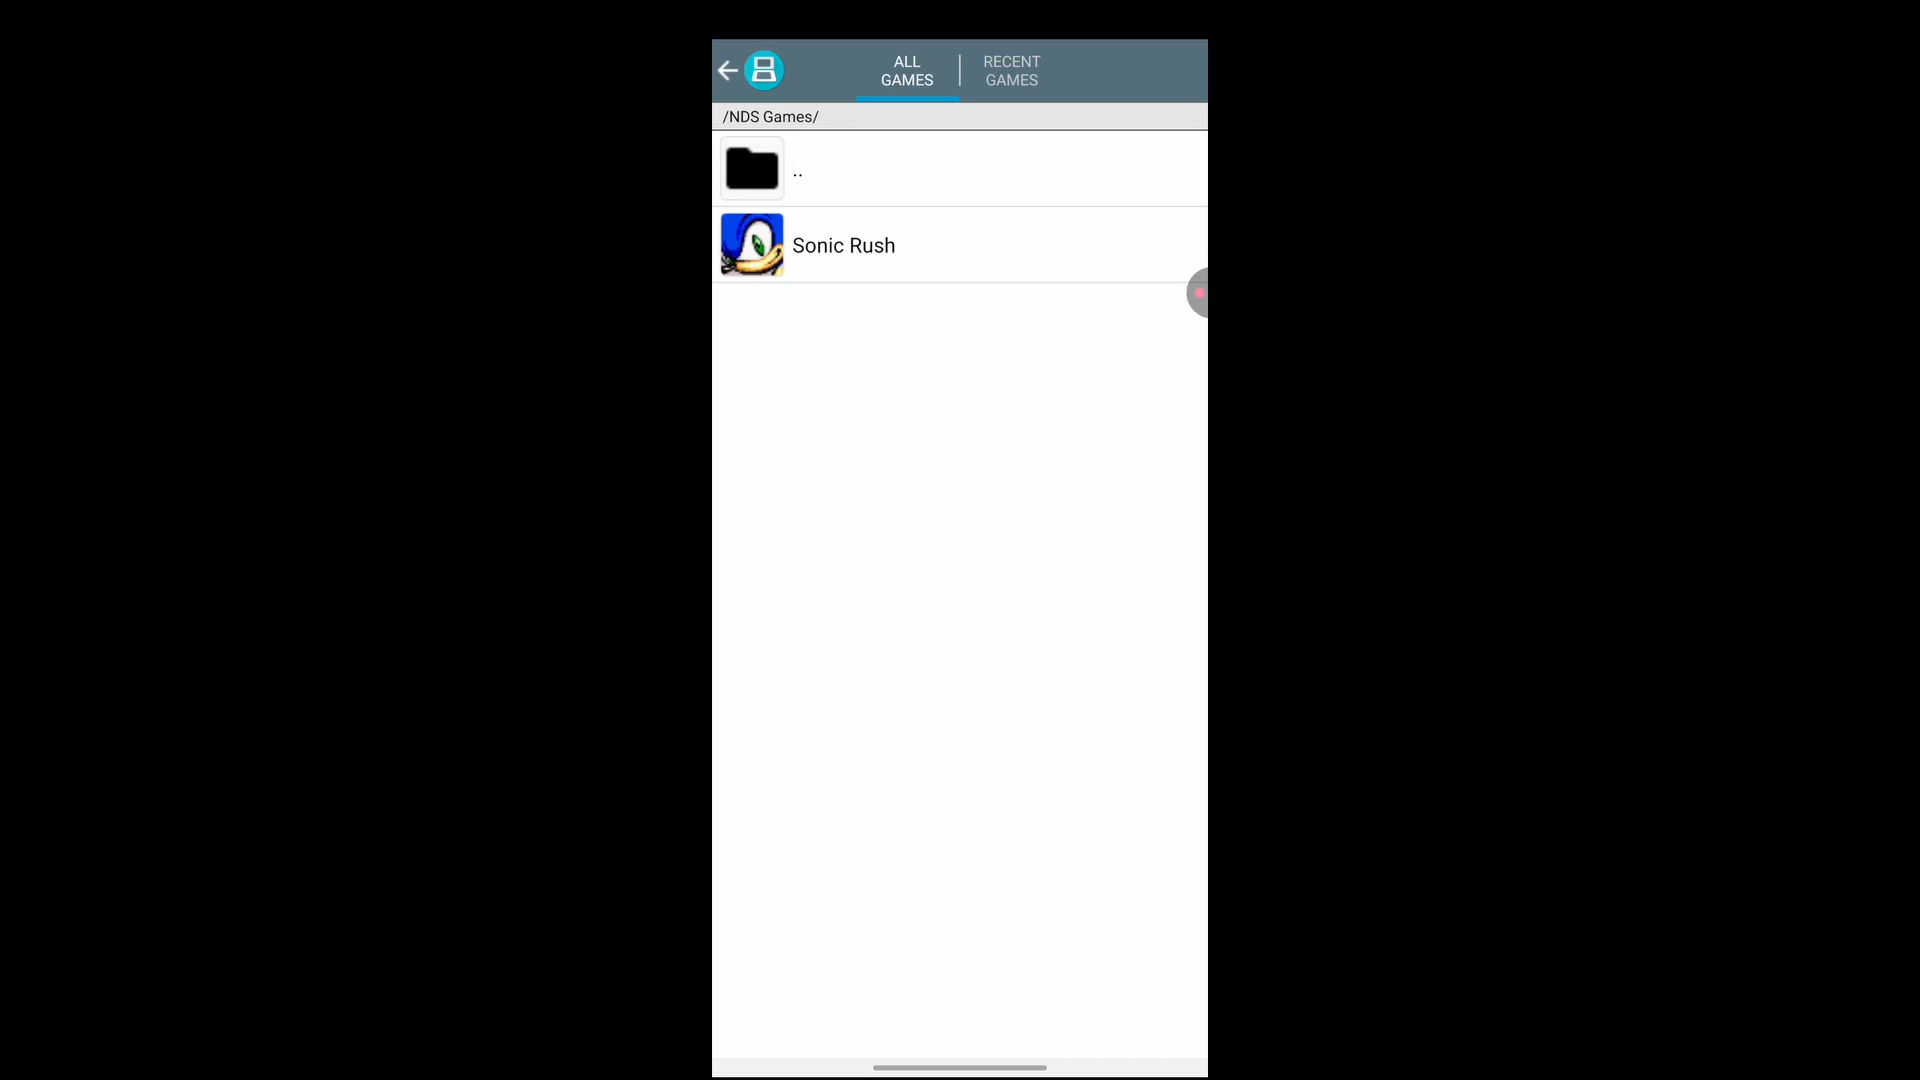 ALL
GAMES
RECENT
GAMES
/NDS Games/
..
Sonic Rush